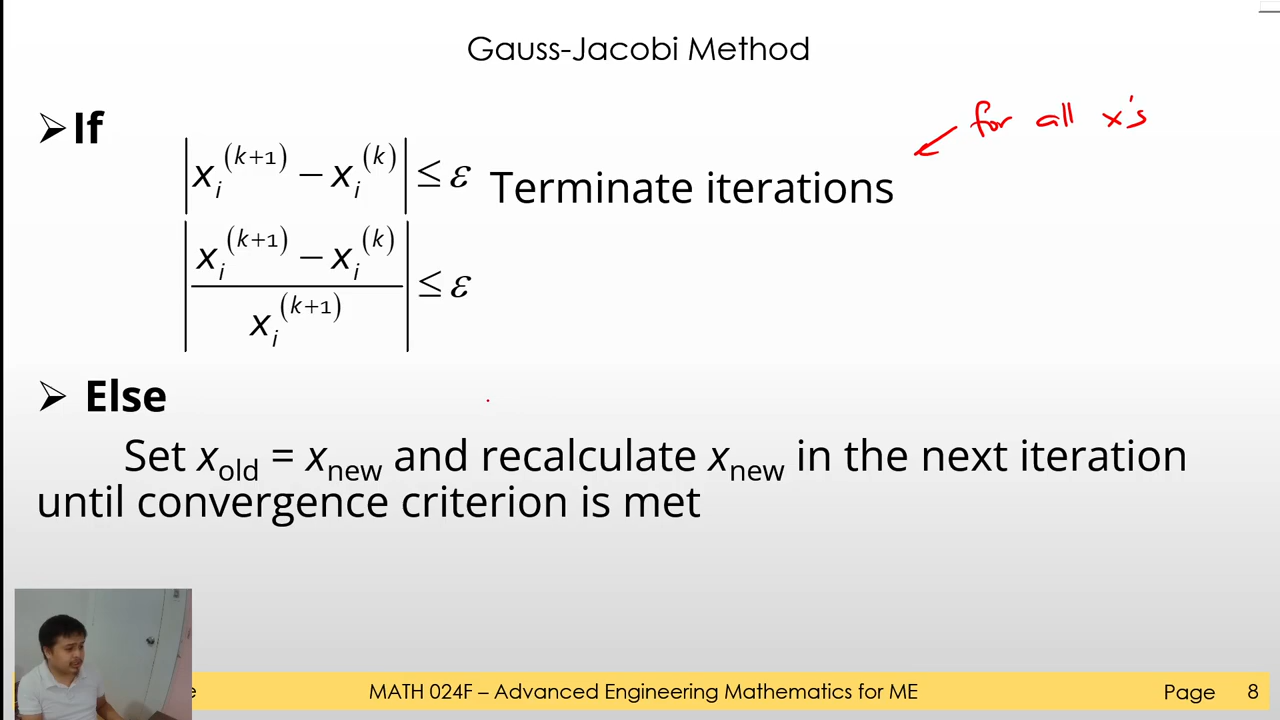 Gauss-Jacobi Method
for all x's
➢If
|x_i^(k+1) − x_i^(k)| ≤ ε Terminate iterations
|(x_i^(k+1) − x_i^(k)) / x_i^(k+1)| ≤ ε
➢ Else
Set x_old = x_new and recalculate x_new in the next iteration
until convergence criterion is met
MATH 024F – Advanced Engineering Mathematics for ME
Page 8